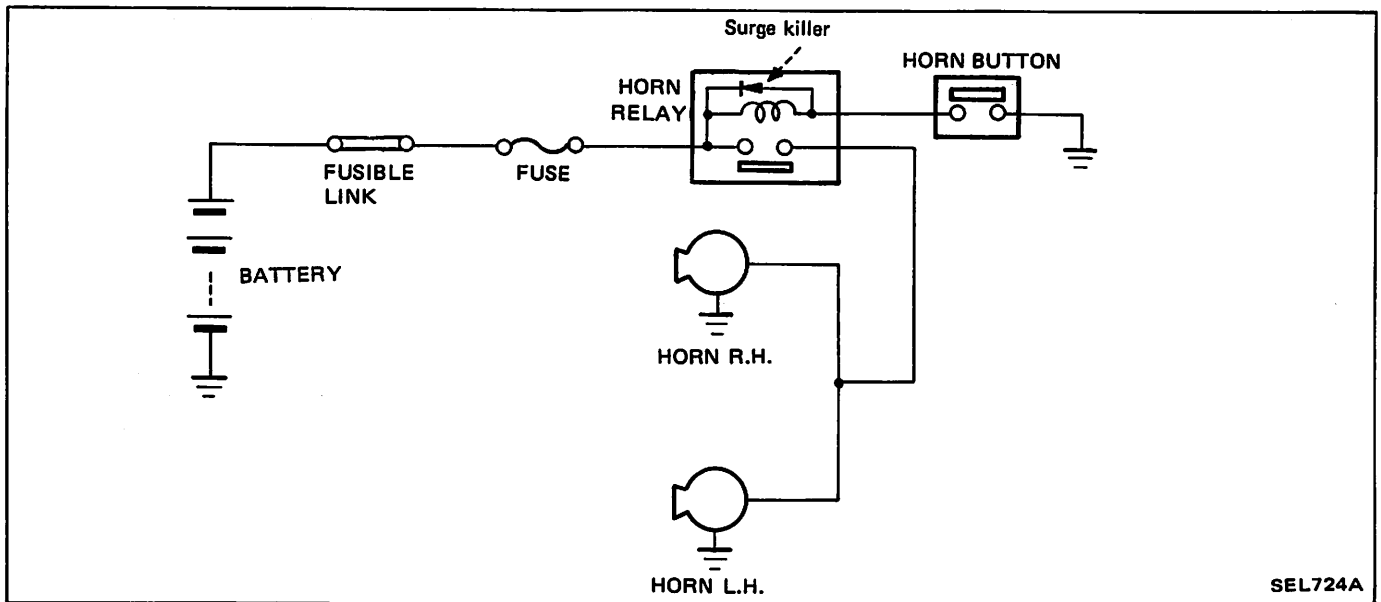 Surge killer
HORN
RELAY
HORN BUTTON
FUSIBLE
LINK
FUSE
BATTERY
HORN R.H.
HORN L.H.
SEL724A